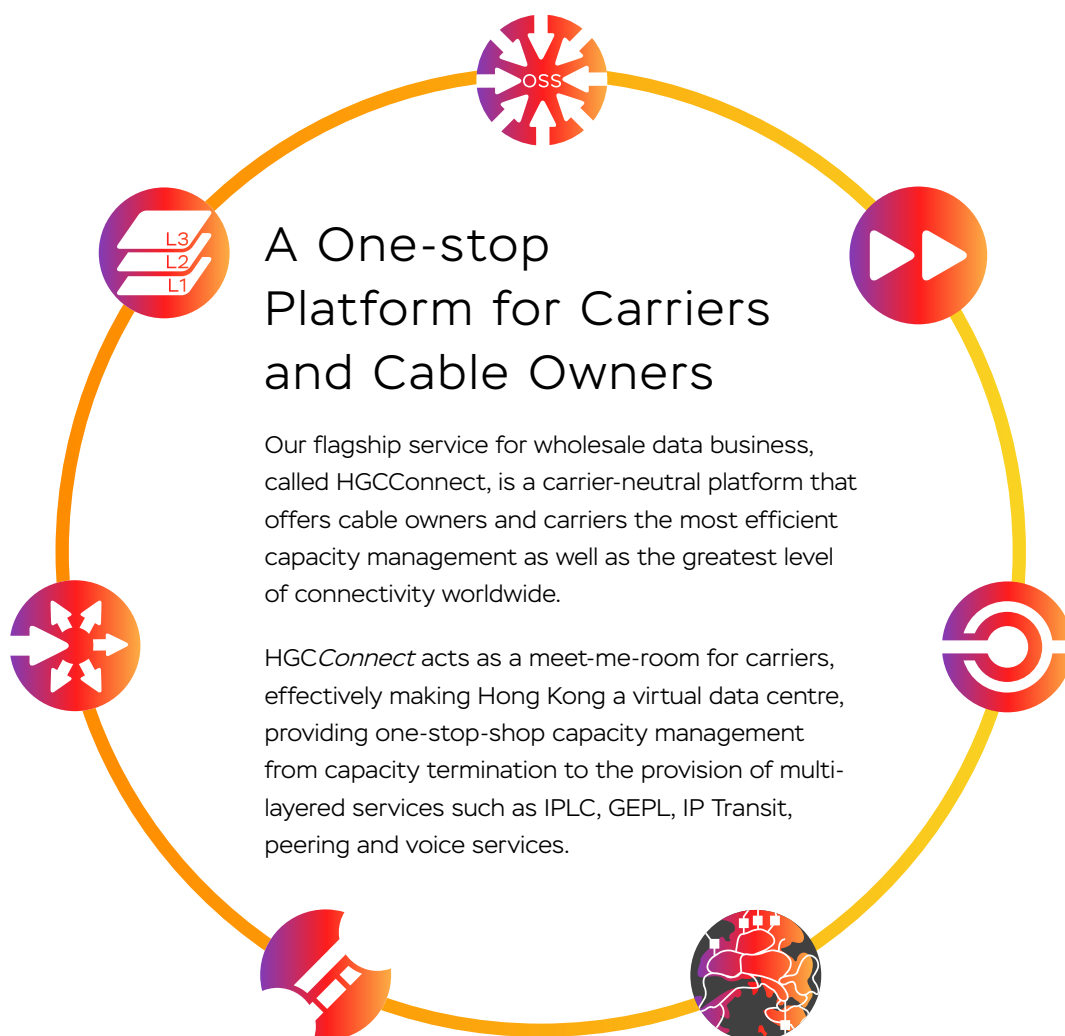 OSS
L3
L2
L1
A One-stop
Platform for Carriers
and Cable Owners
Our flagship service for wholesale data business,
called HGCConnect, is a carrier-neutral platform that
offers cable owners and carriers the most efficient
capacity management as well as the greatest level
of connectivity worldwide.
HGCConnect acts as a meet-me-room for carriers,
effectively making Hong Kong a virtual data centre,
providing one-stop-shop capacity management
from capacity termination to the provision of multi-
layered services such as IPLC, GEPL, IP Transit,
peering and voice services.